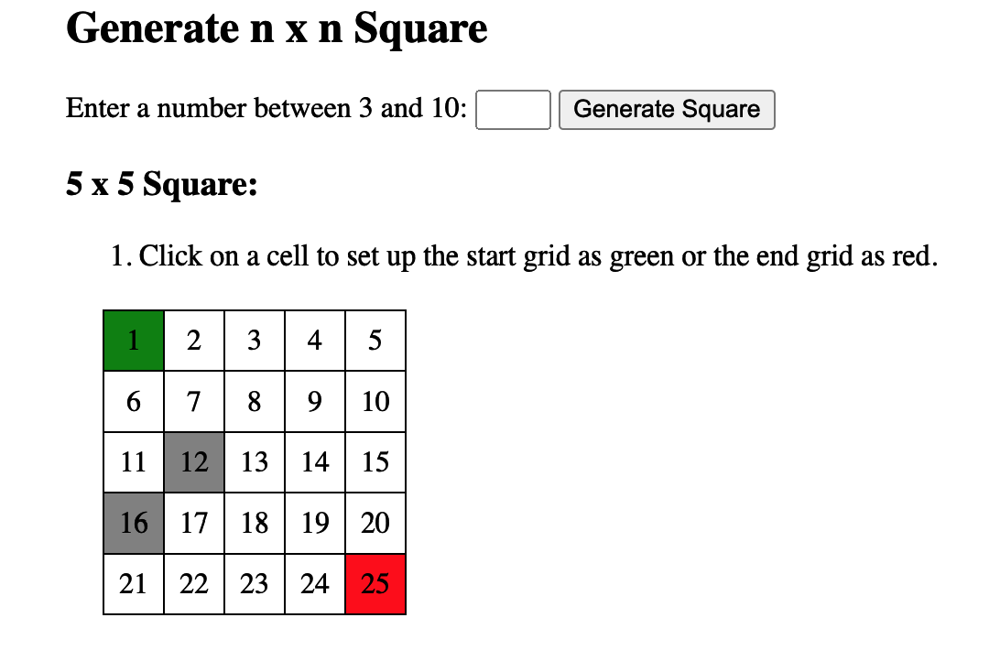 Generate n x n Square
Enter a number between 3 and 10: Generate Square
5 x 5 Square:
1. Click on a cell to set up the start grid as green or the end grid as red.
1 2 3 4 5
6 7 8 9 10
11 12 13 14 15
16 17 18 19 20
21 22 23 24 25